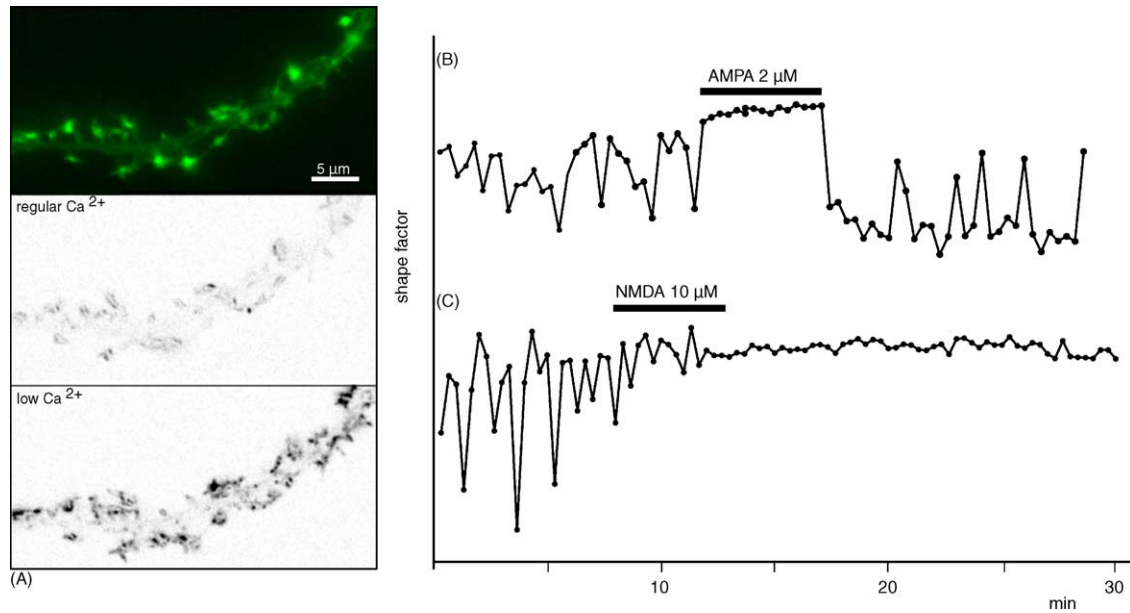 5 µm
regular Ca 2+
low Ca 2+
(A)
(B)
AMPA 2 µM
shape factor
(C)
NMDA 10 µM
10
20
30
min